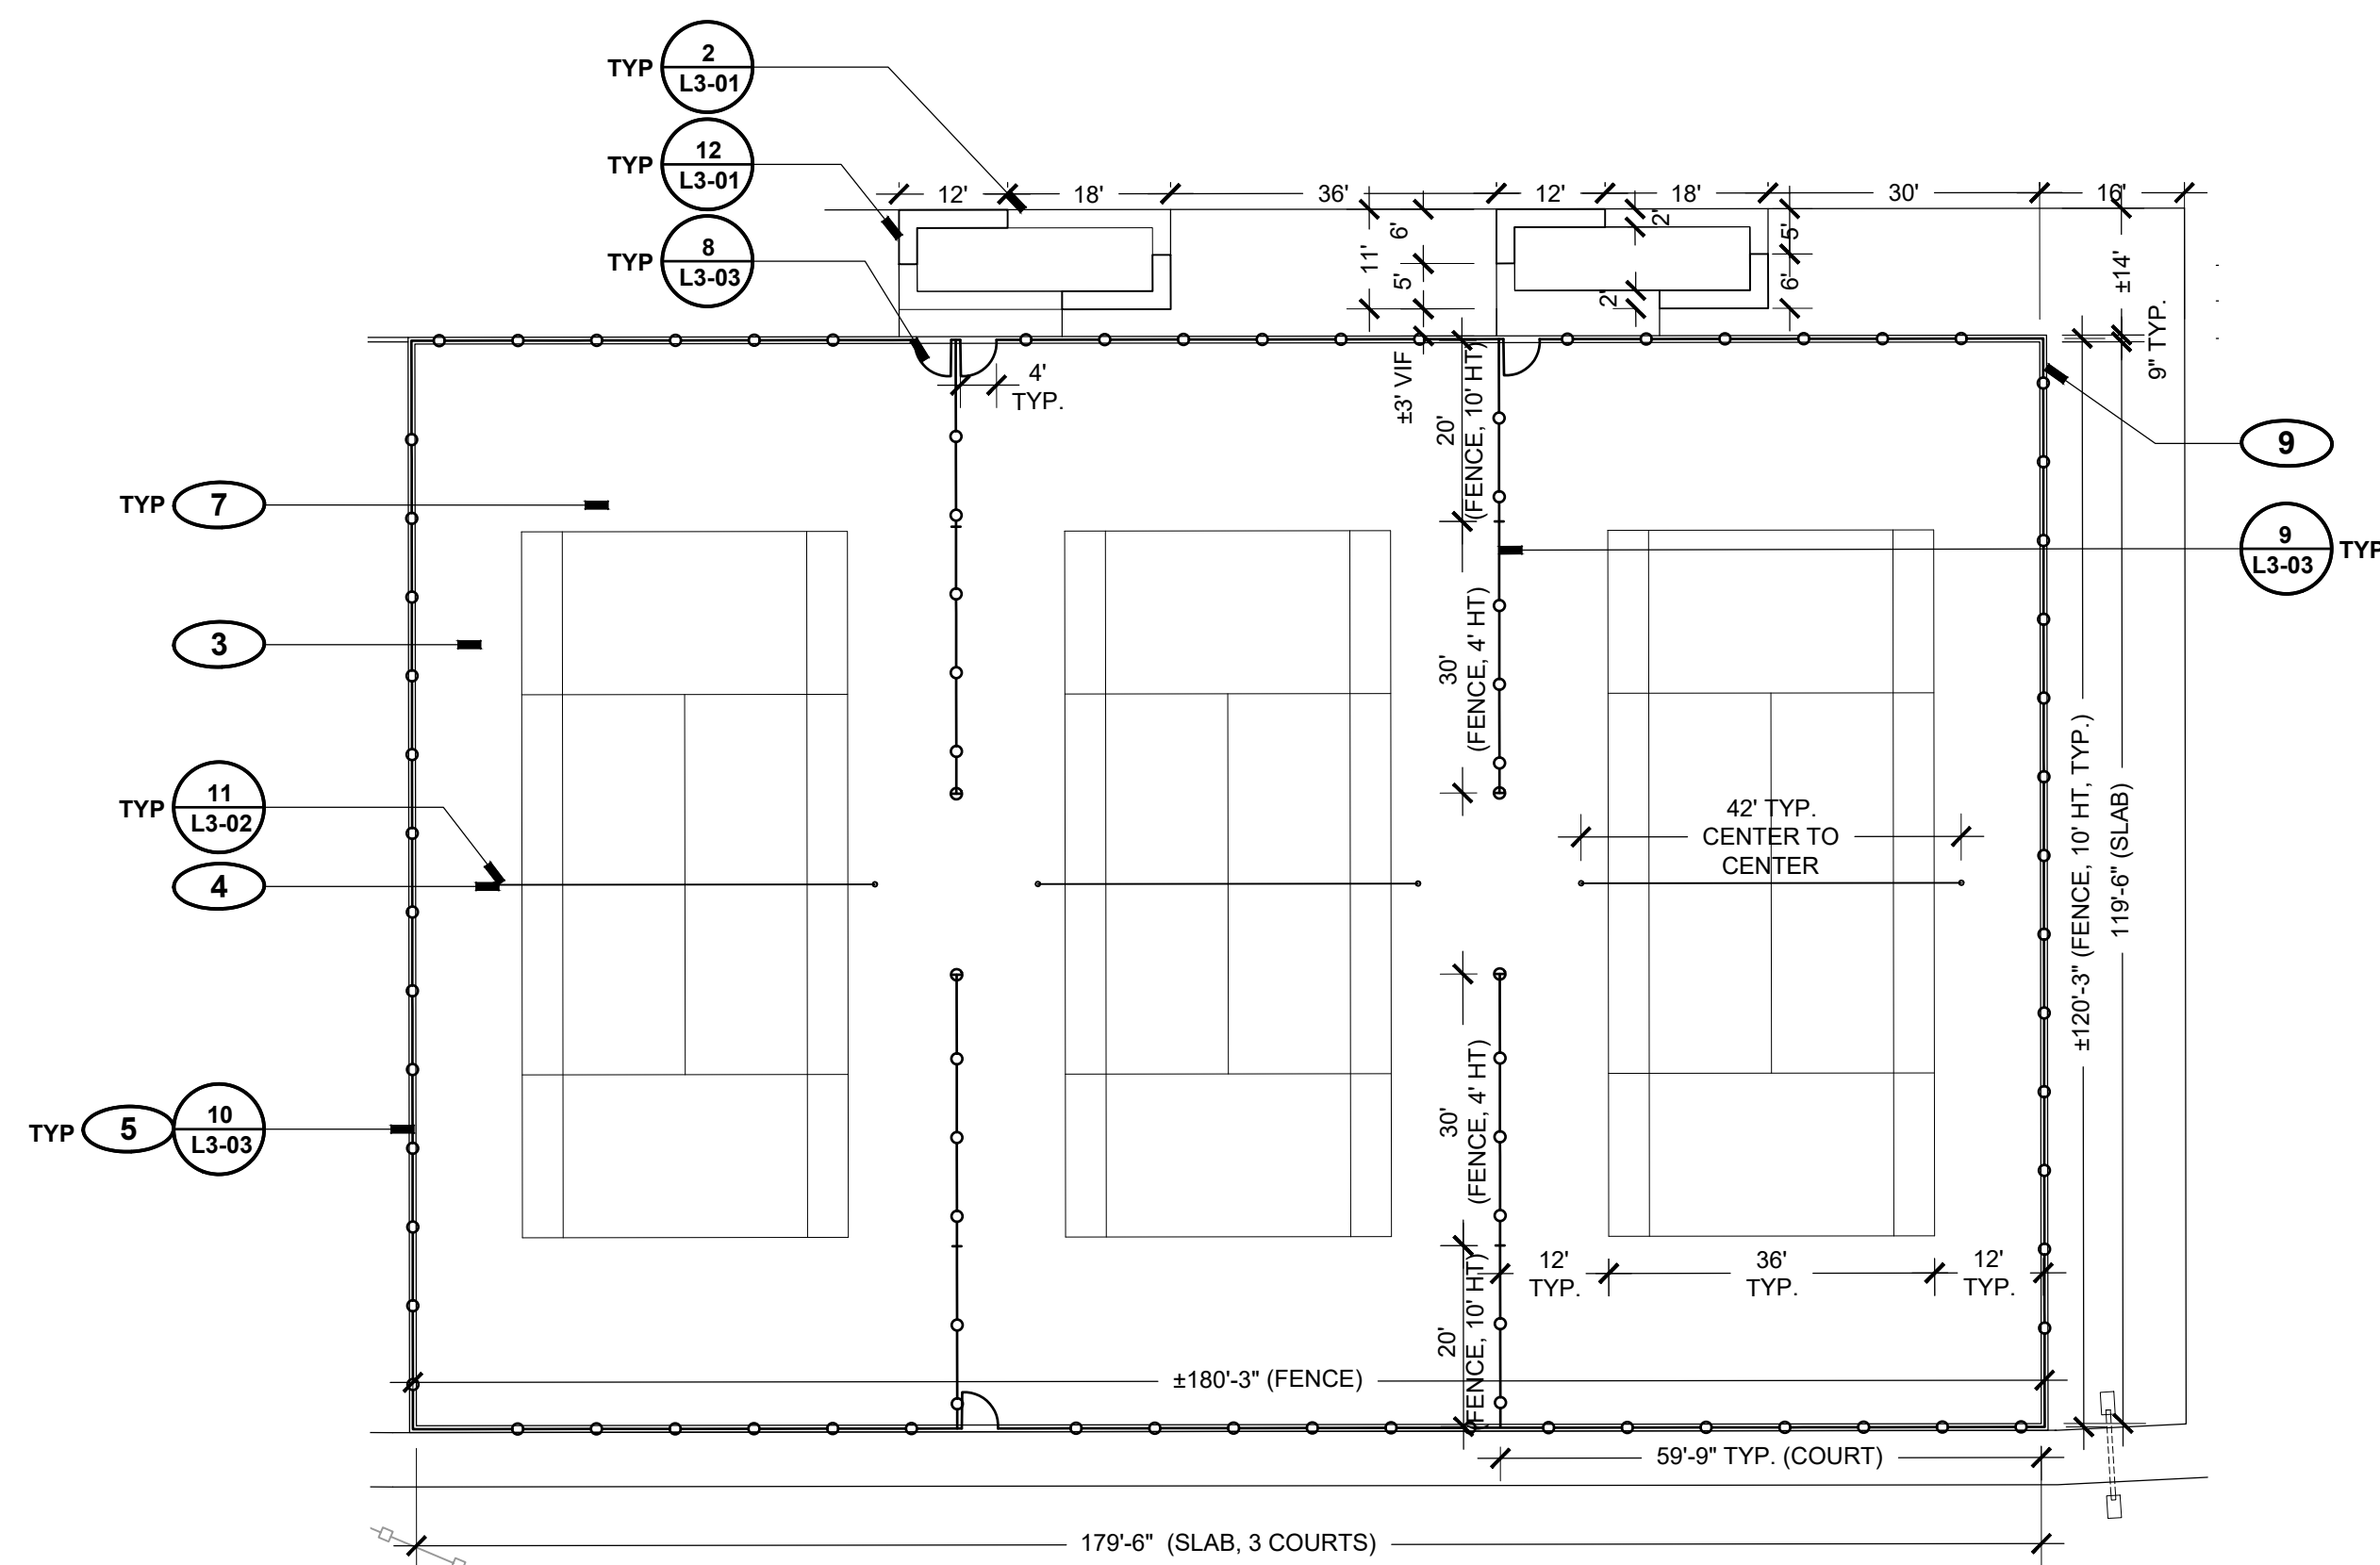 TYP 2
L3-01
TYP 12
L3-01
TYP 8
L3-03
12' 18' 36' 12' 18' 30' 16'
6'
11'
5'
2'
2'
5'
6'
±14'
9" TYP.
4'
TYP.
±3' VIF
20'
(FENCE, 10' HT)
9
TYP 7
9
L3-03
TYP
3
30'
(FENCE, 4' HT)
TYP 11
L3-02
4
42' TYP.
CENTER TO
CENTER
±120'-3" (FENCE, 10' HT, TYP.)
119'-6" (SLAB)
TYP 5 10
L3-03
30'
(FENCE, 4' HT)
12'
TYP.
36'
TYP.
12'
TYP.
20'
(FENCE, 10' HT)
±180'-3" (FENCE)
59'-9" TYP. (COURT)
179'-6" (SLAB, 3 COURTS)